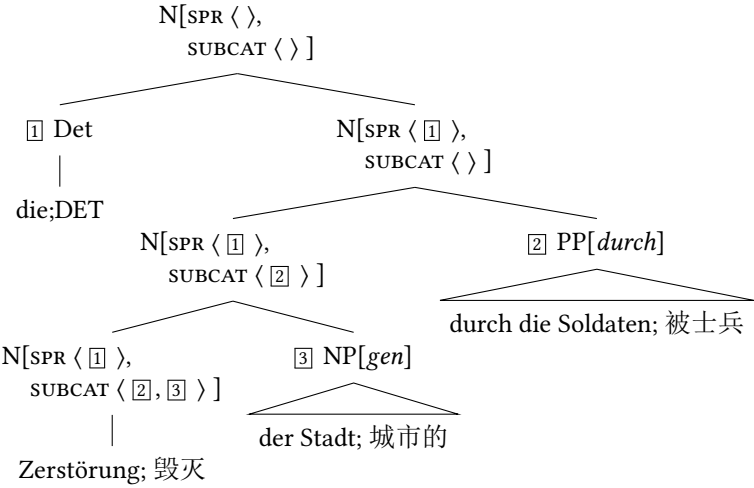 N[SPR ⟨ ⟩,
SUBCAT ⟨ ⟩ ]
1 Det
N[SPR ⟨ 1 ⟩,
SUBCAT ⟨ ⟩ ]
die;DET
N[SPR ⟨ 1 ⟩,
SUBCAT ⟨ 2 ⟩ ]
2 PP[durch]
durch die Soldaten; 被士兵
N[SPR ⟨ 1 ⟩,
SUBCAT ⟨ 2, 3 ⟩ ]
3 NP[gen]
der Stadt; 城市的
Zerstörung; 毁灭